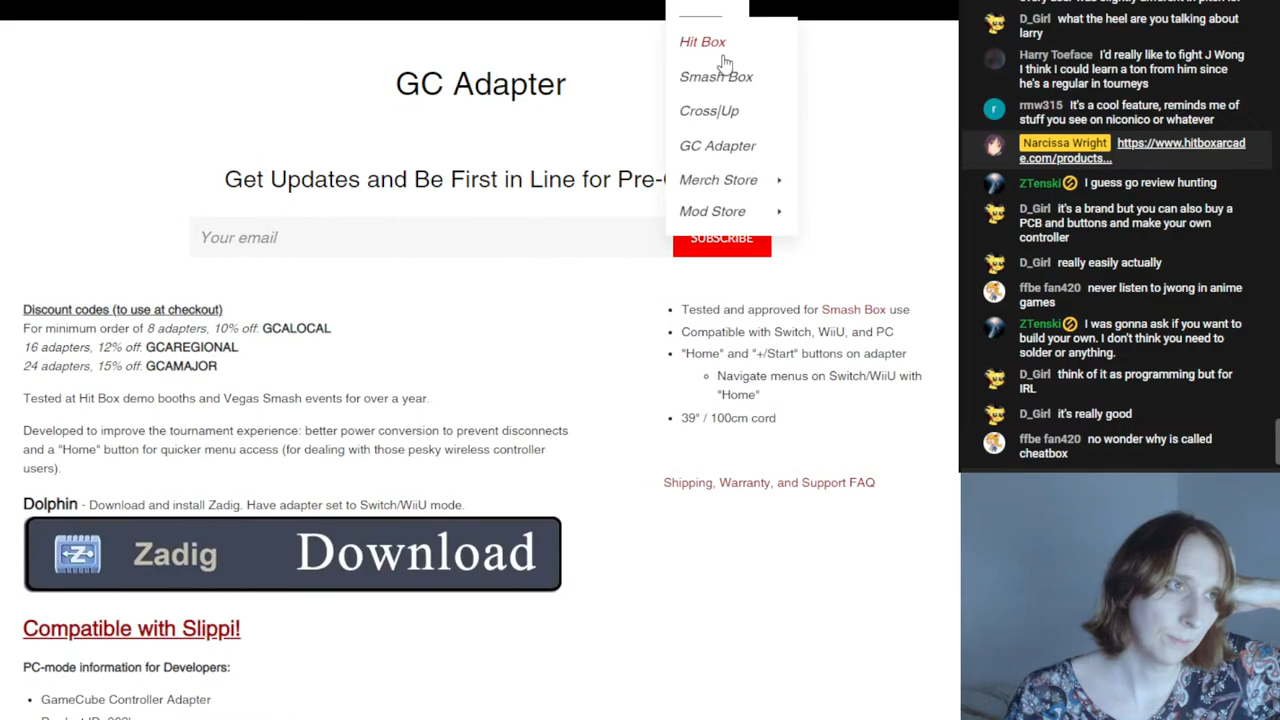 GC Adapter
Get Updates and Be First in Line for Pre-
Your email
SUBSCRIBE
Hit Box
Smash Box
Cross|Up
GC Adapter
Merch Store
Mod Store
Discount codes (to use at checkout)
For minimum order of 8 adapters, 10% off: GCALOCAL
16 adapters, 12% off: GCAREGIONAL
24 adapters, 15% off: GCAMAJOR
Tested at Hit Box demo booths and Vegas Smash events for over a year.
Developed to improve the tournament experience: better power conversion to prevent disconnects
and a "Home" button for quicker menu access (for dealing with those pesky wireless controller
users).
Dolphin - Download and install Zadig. Have adapter set to Switch/WiiU mode.
Zadig Download
Compatible with Slippi!
PC-mode information for Developers:
• GameCube Controller Adapter
• Tested and approved for Smash Box use
• Compatible with Switch, WiiU, and PC
• "Home" and "+/Start" buttons on adapter
Navigate menus on Switch/WiiU with
"Home"
• 39" / 100cm cord
Shipping, Warranty, and Support FAQ
D_Girl what the heel are you talking about
larry
Harry Toeface I'd really like to fight J Wong
I think I could learn a ton from him since
he's a regular in tourneys
r
rmw315 It's a cool feature, reminds me of
stuff you see on niconico or whatever
Narcissa Wright https://www.hitboxarcad
e.com/products...
ZTenski I guess go review hunting
D_Girl it's a brand but you can also buy a
PCB and buttons and make your own
controller
D_Girl really easily actually
ffbe fan420 never listen to jwong in anime
games
ZTenski I was gonna ask if you want to
build your own. I don't think you need to
solder or anything.
D_Girl think of it as programming but for
IRL
D_Girl it's really good
ffbe fan420 no wonder why is called
cheatbox